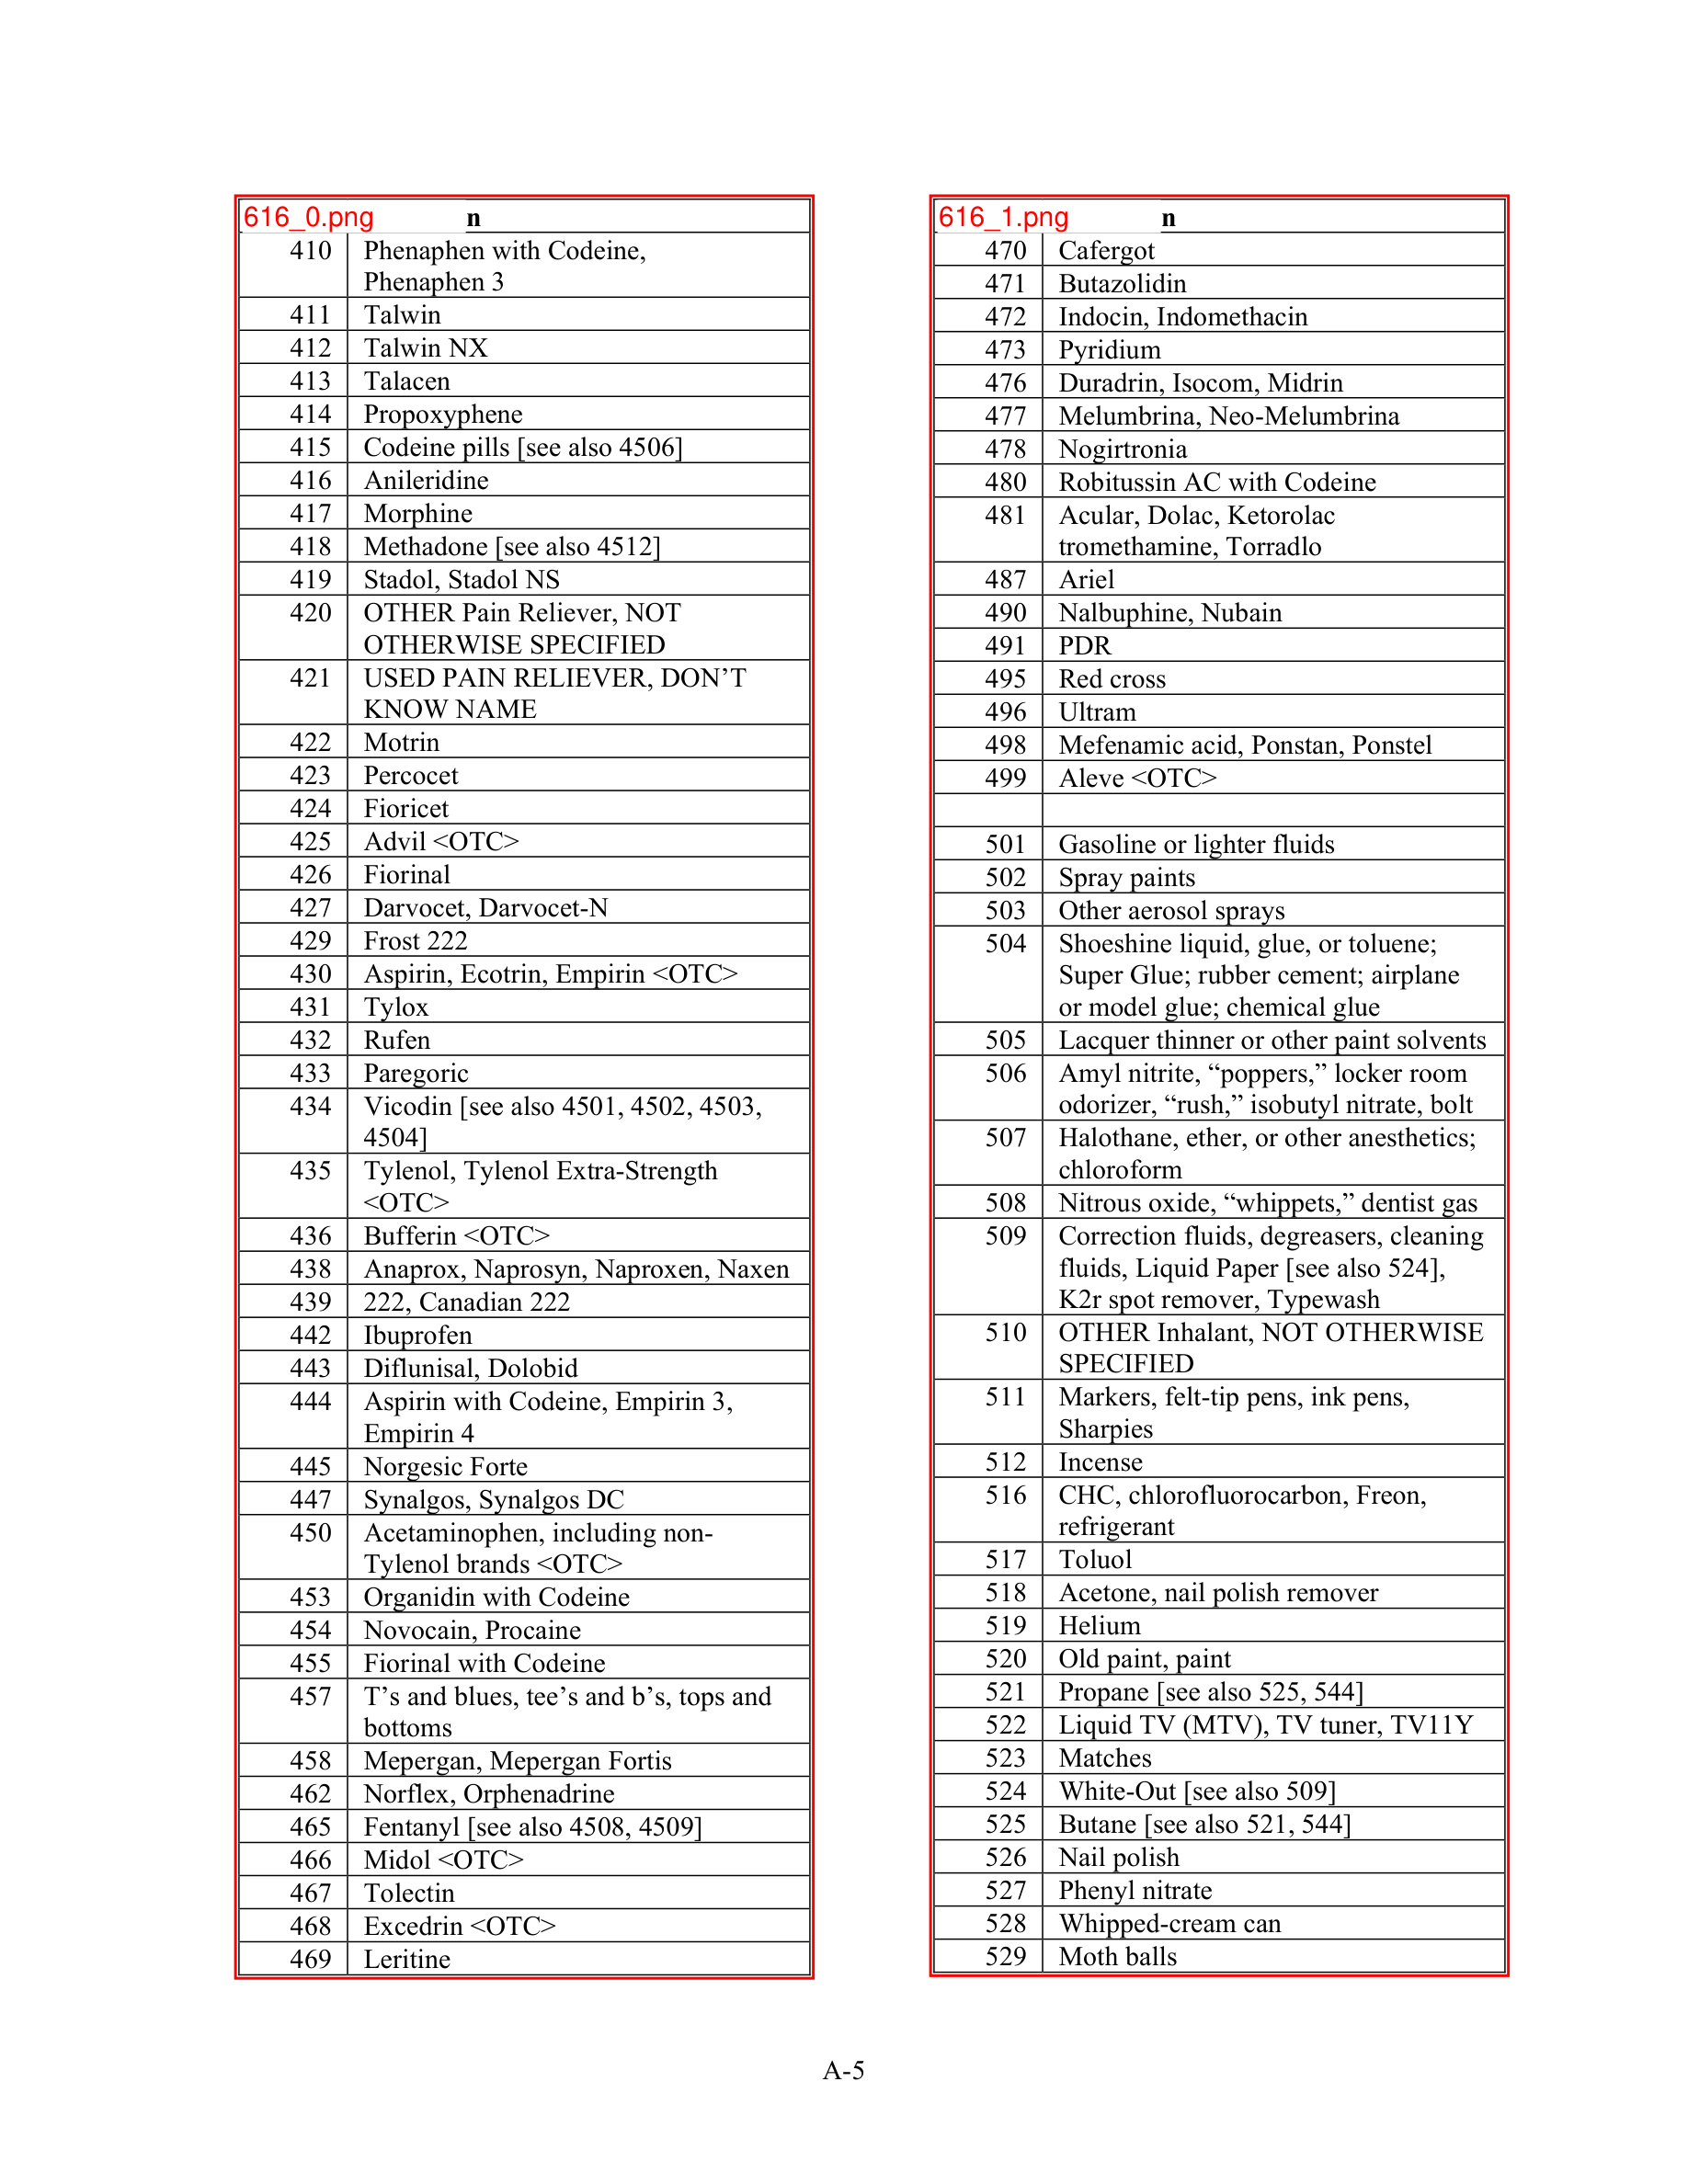 616_0.png n
410 Phenaphen with Codeine,
Phenaphen 3
411 Talwin
412 Talwin NX
413 Talacen
414 Propoxyphene
415 Codeine pills [see also 4506]
416 Anileridine
417 Morphine
418 Methadone [see also 4512]
419 Stadol, Stadol NS
420 OTHER Pain Reliever, NOT
OTHERWISE SPECIFIED
421 USED PAIN RELIEVER, DON’T
KNOW NAME
422 Motrin
423 Percocet
424 Fioricet
425 Advil <OTC>
426 Fiorinal
427 Darvocet, Darvocet-N
429 Frost 222
430 Aspirin, Ecotrin, Empirin <OTC>
431 Tylox
432 Rufen
433 Paregoric
434 Vicodin [see also 4501, 4502, 4503,
4504]
435 Tylenol, Tylenol Extra-Strength
<OTC>
436 Bufferin <OTC>
438 Anaprox, Naprosyn, Naproxen, Naxen
439 222, Canadian 222
442 Ibuprofen
443 Diflunisal, Dolobid
444 Aspirin with Codeine, Empirin 3,
Empirin 4
445 Norgesic Forte
447 Synalgos, Synalgos DC
450 Acetaminophen, including non-
Tylenol brands <OTC>
453 Organidin with Codeine
454 Novocain, Procaine
455 Fiorinal with Codeine
457 T’s and blues, tee’s and b’s, tops and
bottoms
458 Mepergan, Mepergan Fortis
462 Norflex, Orphenadrine
465 Fentanyl [see also 4508, 4509]
466 Midol <OTC>
467 Tolectin
468 Excedrin <OTC>
469 Leritine
616_1.png n
470 Cafergot
471 Butazolidin
472 Indocin, Indomethacin
473 Pyridium
476 Duradrin, Isocom, Midrin
477 Melumbrina, Neo-Melumbrina
478 Nogirtronia
480 Robitussin AC with Codeine
481 Acular, Dolac, Ketorolac
tromethamine, Torradlo
487 Ariel
490 Nalbuphine, Nubain
491 PDR
495 Red cross
496 Ultram
498 Mefenamic acid, Ponstan, Ponstel
499 Aleve <OTC>
501 Gasoline or lighter fluids
502 Spray paints
503 Other aerosol sprays
504 Shoeshine liquid, glue, or toluene;
Super Glue; rubber cement; airplane
or model glue; chemical glue
505 Lacquer thinner or other paint solvents
506 Amyl nitrite, “poppers,” locker room
odorizer, “rush,” isobutyl nitrate, bolt
507 Halothane, ether, or other anesthetics;
chloroform
508 Nitrous oxide, “whippets,” dentist gas
509 Correction fluids, degreasers, cleaning
fluids, Liquid Paper [see also 524],
K2r spot remover, Typewash
510 OTHER Inhalant, NOT OTHERWISE
SPECIFIED
511 Markers, felt-tip pens, ink pens,
Sharpies
512 Incense
516 CHC, chlorofluorocarbon, Freon,
refrigerant
517 Toluol
518 Acetone, nail polish remover
519 Helium
520 Old paint, paint
521 Propane [see also 525, 544]
522 Liquid TV (MTV), TV tuner, TV11Y
523 Matches
524 White-Out [see also 509]
525 Butane [see also 521, 544]
526 Nail polish
527 Phenyl nitrate
528 Whipped-cream can
529 Moth balls
A-5